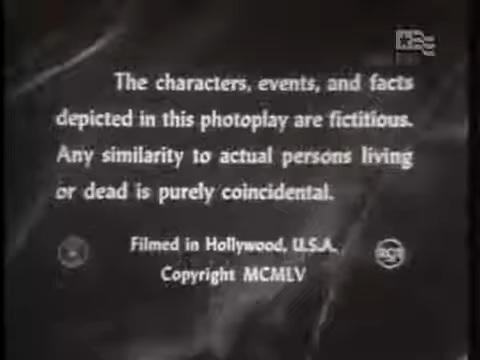 The characters, events, and facts
depicted in this photoplay are fictitious.
Any similarity to actual persons living
or dead is purely coincidental.
Filmed in Hollywood, U.S.A.
Copyright MCMLV
RCA